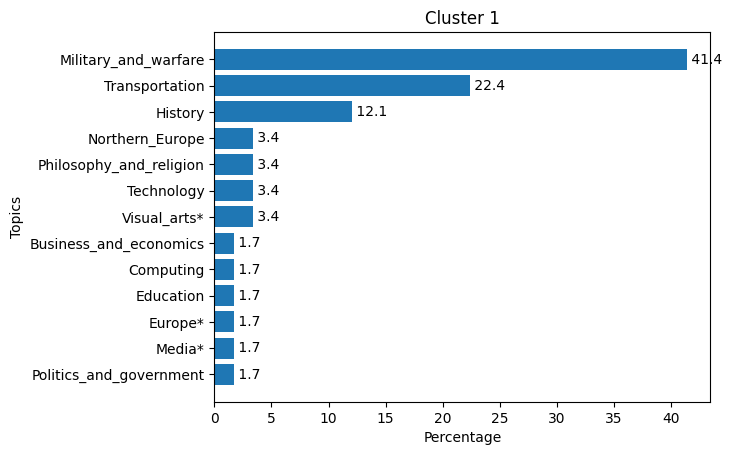 Cluster 1
Topics
Military_and_warfare 41.4
Transportation 22.4
History 12.1
Northern_Europe 3.4
Philosophy_and_religion 3.4
Technology 3.4
Visual_arts* 3.4
Business_and_economics 1.7
Computing 1.7
Education 1.7
Europe* 1.7
Media* 1.7
Politics_and_government 1.7
0 5 10 15 20 25 30 35 40
Percentage